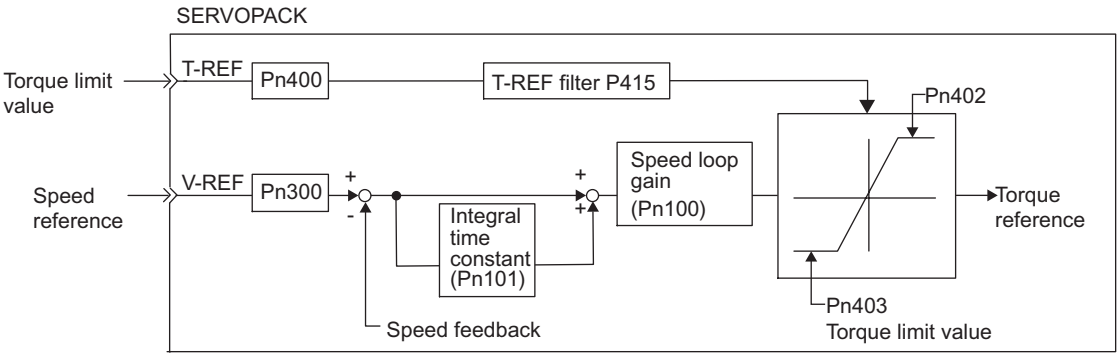 SERVOPACK
Torque limit
value
T-REF
Pn400
T-REF filter P415
Pn402
Speed
reference
V-REF
Pn300
+
-
+
+
Integral
time
constant
(Pn101)
Speed loop
gain
(Pn100)
Torque
reference
Speed feedback
Pn403
Torque limit value